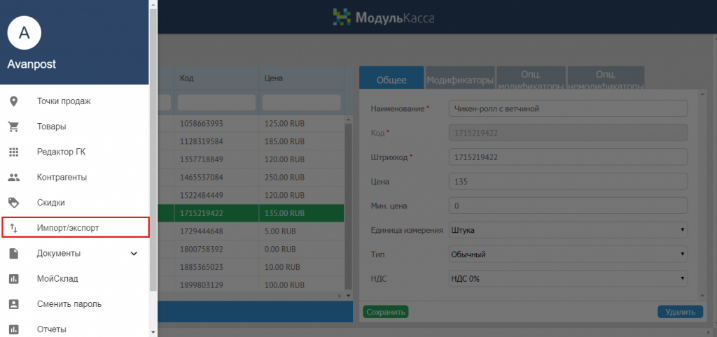 A
Avanpost
Точки продаж
Товары
Редактор ГК
Контрагенты
Скидки
Импорт/экспорт
Документы
МойСклад
Сменить пароль
Отчеты
МодульКасса
Код
Цена
1058663993 125.00 RUB
1128319584 185.00 RUB
1357718849 120.00 RUB
1465537084 250.00 RUB
1522484449 120.00 RUB
1715219422 135.00 RUB
1729444648 5.00 RUB
1800758392 0.00 RUB
1885365023 10.00 RUB
1899803129 100.00 RUB
Общее
Модификаторы
Опц.
модификаторы
Опц.
немодификаторы
Наименование * Чикен-ролл с ветчиной
Код * 1715219422
Штрихкод * 1715219422
Цена 135
Мин. цена 0
Единица измерения Штука
Тип Обычный
НДС НДС 0%
Сохранить
Удалить